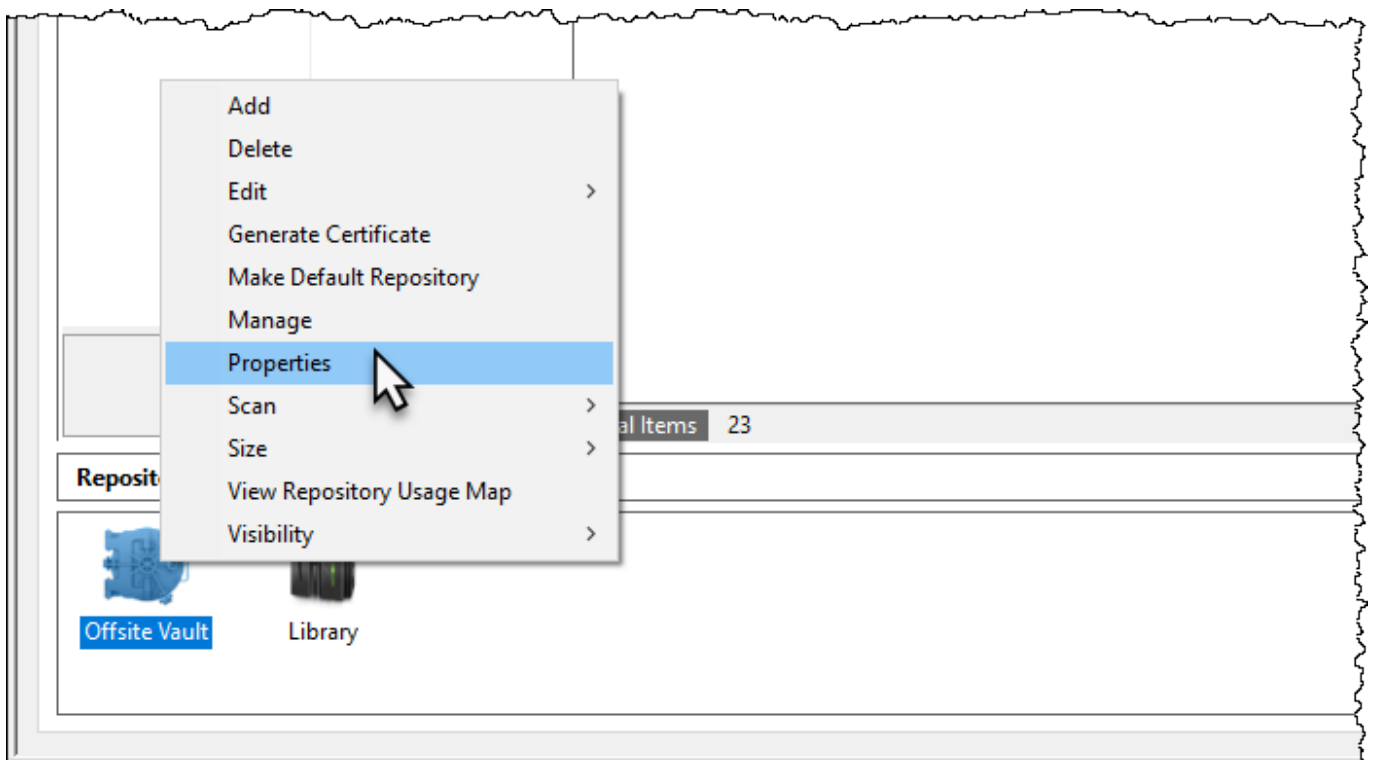 Add
Delete
Edit
Generate Certificate
Make Default Repository
Manage
Properties
Scan
Size
View Repository Usage Map
Visibility
al Items 23
Reposit
Offsite Vault
Library